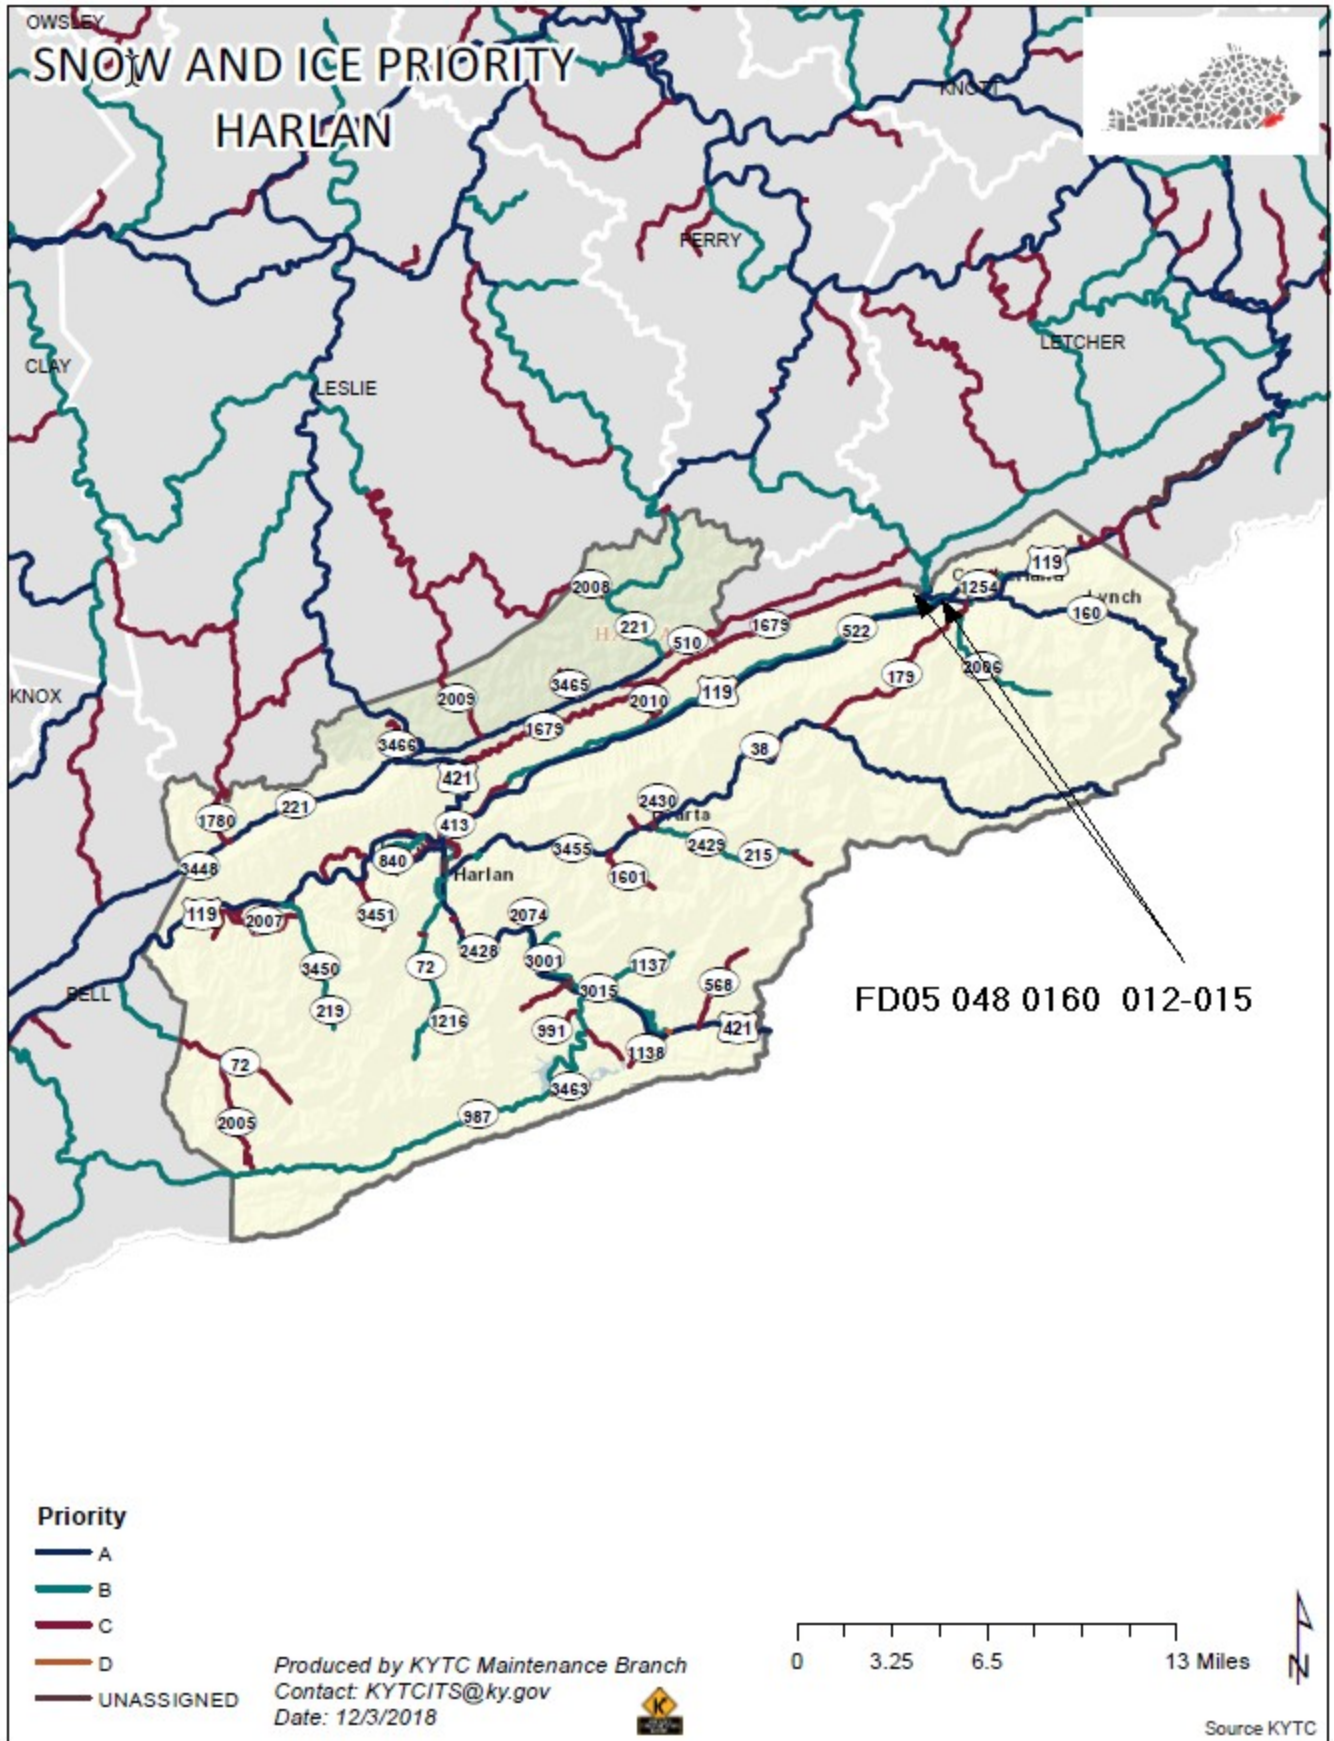 OWSLEY
SNOW AND ICE PRIORITY
HARLAN
KNOTT
PERRY
CLAY
LESLIE
LETCHER
2008
119
1254
Lynch
160
221
1679
522
510
2006
179
KNOX
2009
3465
2010
119
1679
3466
38
421
221
2430
1780
413
3455
2429
215
840
3448
Harlan
1601
119
2007
3451
2074
2428
3001
1137
3450
72
568
3015
BELL
219
1216
991
421
1138
72
3463
987
2005
FD05 048 0160 012-015
Priority
A
B
C
D
UNASSIGNED
Produced by KYTC Maintenance Branch
Contact: KYTCITS@ky.gov
Date: 12/3/2018
0 3.25 6.5 13 Miles
N
Source KYTC